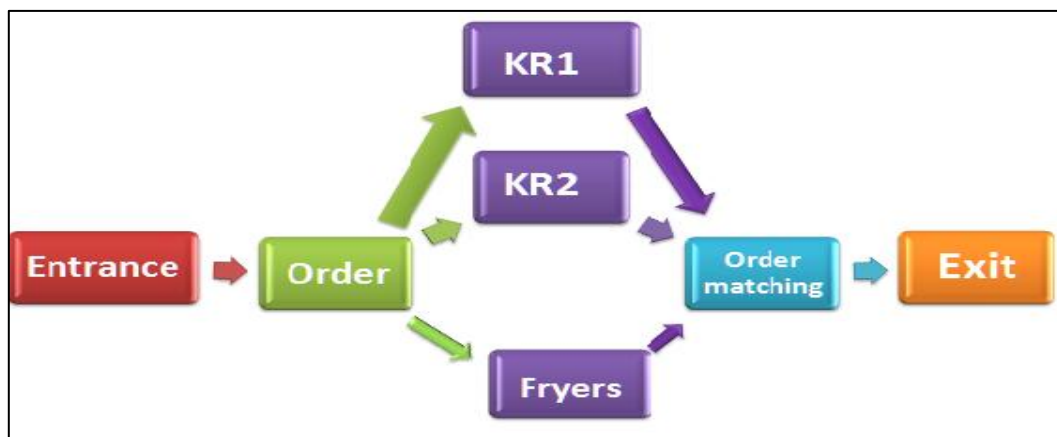 KR1
KR2
Entrance
Order
Order
matching
Exit
Fryers